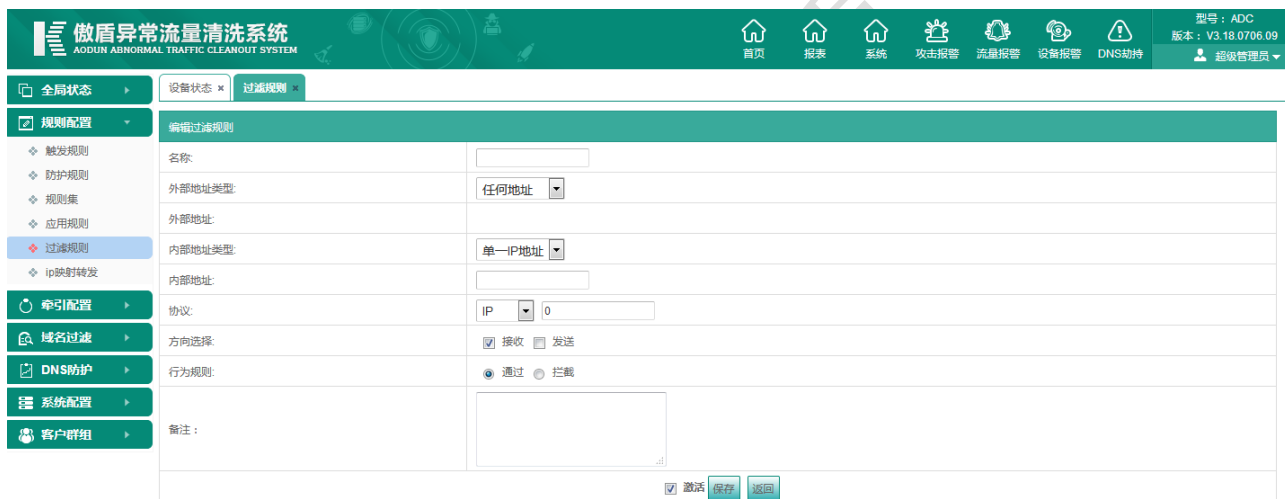 傲盾异常流量清洗系统
AODUN ABNORMAL TRAFFIC CLEANOUT SYSTEM
首页 报表 系统 攻击报警 流量报警 设备报警 DNS劫持
型号：ADC
版本：V3.18.0706.09
超级管理员
全局状态
规则配置
触发规则
防护规则
规则集
应用规则
过滤规则
ip映射转发
牵引配置
域名过滤
DNS防护
系统配置
客户群组
设备状态 × 过滤规则 ×
编辑过滤规则
名称:
外部地址类型: 任何地址
外部地址:
内部地址类型: 单一IP地址
内部地址:
协议: IP 0
方向选择: 接收 发送
行为规则: 通过 拦截
备注：
激活 保存 返回